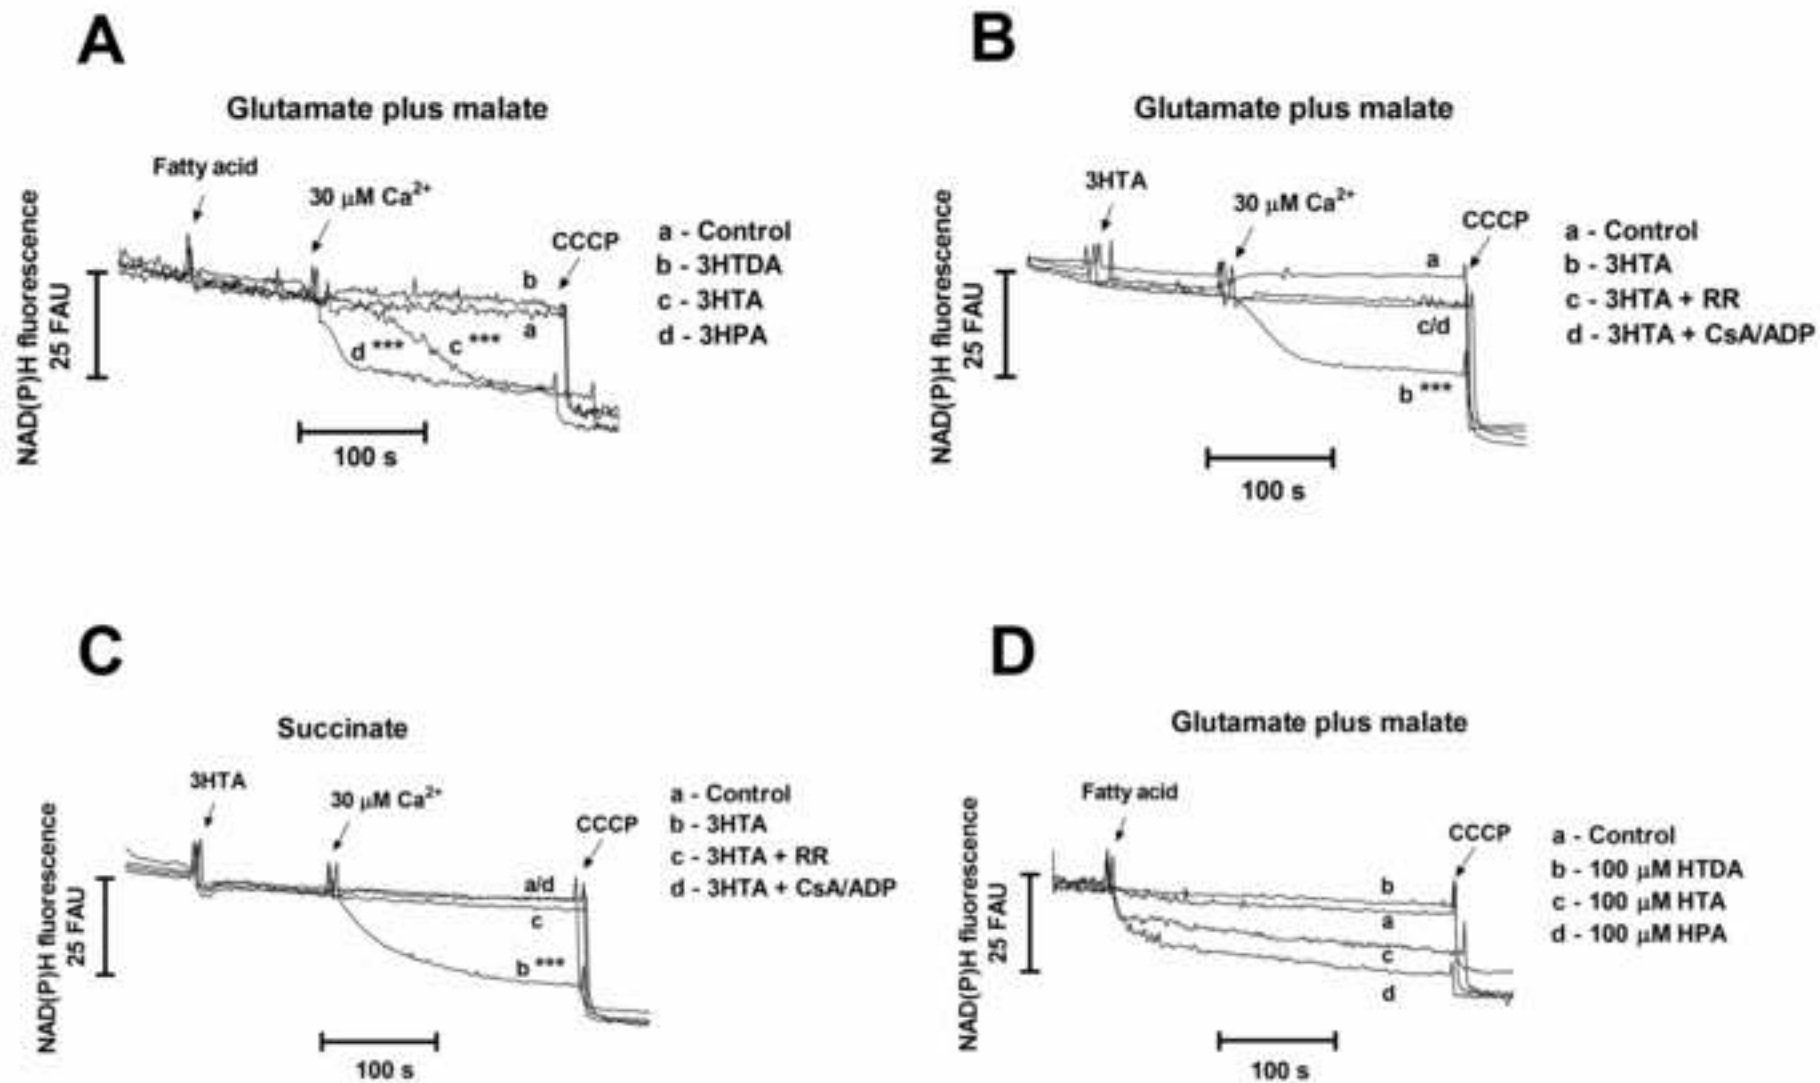 A
Glutamate plus malate
Fatty acid
30 µM Ca²⁺
CCCP
NAD(P)H fluorescence
25 FAU
b
a
d ***
c ***
100 s
a - Control
b - 3HTDA
c - 3HTA
d - 3HPA
B
Glutamate plus malate
3HTA
30 µM Ca²⁺
CCCP
NAD(P)H fluorescence
25 FAU
a
c/d
b ***
100 s
a - Control
b - 3HTA
c - 3HTA + RR
d - 3HTA + CsA/ADP
C
Succinate
3HTA
30 µM Ca²⁺
CCCP
NAD(P)H fluorescence
25 FAU
a/d
c
b ***
100 s
a - Control
b - 3HTA
c - 3HTA + RR
d - 3HTA + CsA/ADP
D
Glutamate plus malate
Fatty acid
CCCP
NAD(P)H fluorescence
25 FAU
b
a
c
d
100 s
a - Control
b - 100 µM HTDA
c - 100 µM HTA
d - 100 µM HPA